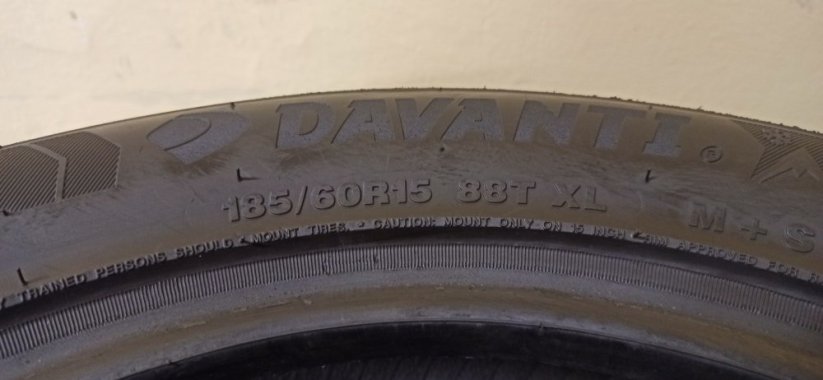 DAVANTI ®
185/60R15 88T XL M + S
TRAINED PERSONS SHOULD MOUNT TIRES. • CAUTION: MOUNT ONLY ON 15 INCH RIM APPROVED FOR